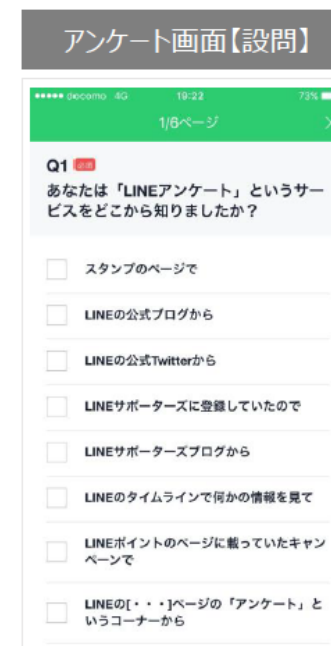 アンケート画面【設問】
docomo 4G 19:22 73%
1/6ページ
Q1 必須
あなたは「LINEアンケート」というサー
ビスをどこから知りましたか？
スタンプのページで
LINEの公式ブログから
LINEの公式Twitterから
LINEサポーターズに登録していたので
LINEサポーターズブログから
LINEのタイムラインで何かの情報を見て
LINEポイントのページに載っていたキャン
ペーンで
LINEの[・・・]ページの「アンケート」と
いうコーナーから